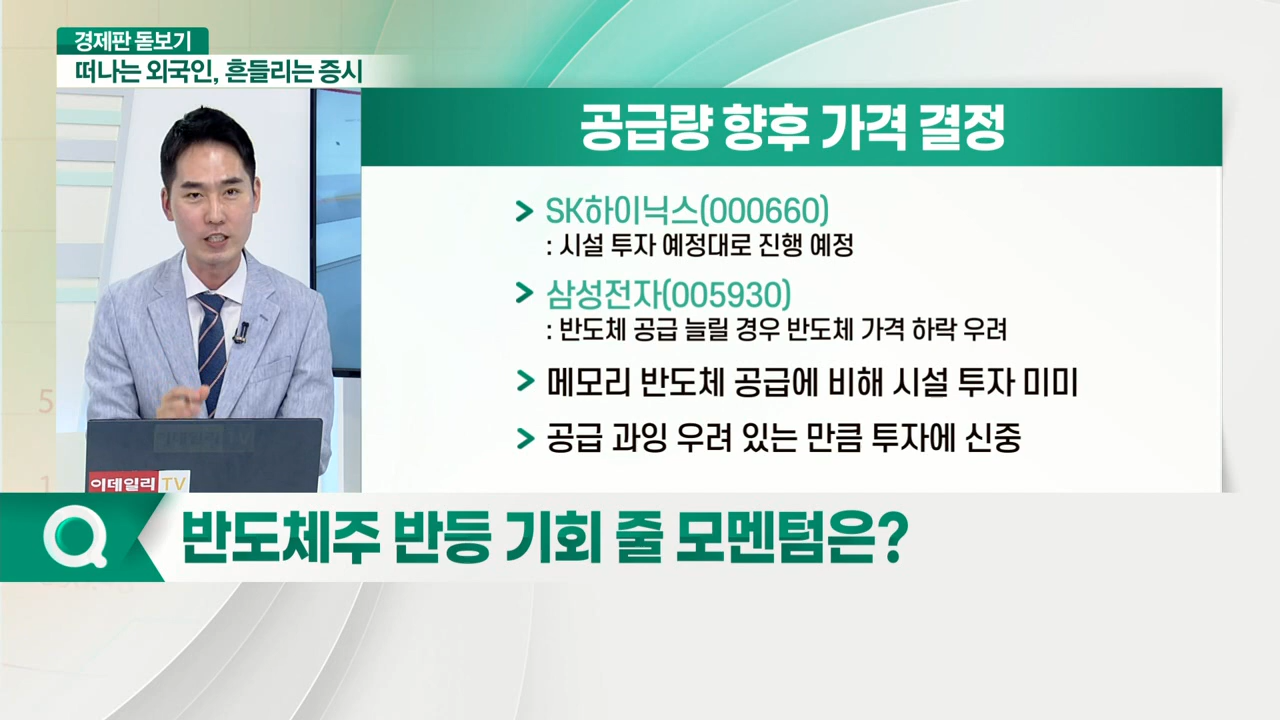 경제판 돋보기
떠나는 외국인, 흔들리는 증시
공급량 향후 가격 결정
SK하이닉스(000660)
: 시설 투자 예정대로 진행 예정
삼성전자(005930)
: 반도체 공급 늘릴 경우 반도체 가격 하락 우려
메모리 반도체 공급에 비해 시설 투자 미미
공급 과잉 우려 있는 만큼 투자에 신중
이데일리 TV
이데일리 TV
반도체주 반등 기회 줄 모멘텀은?